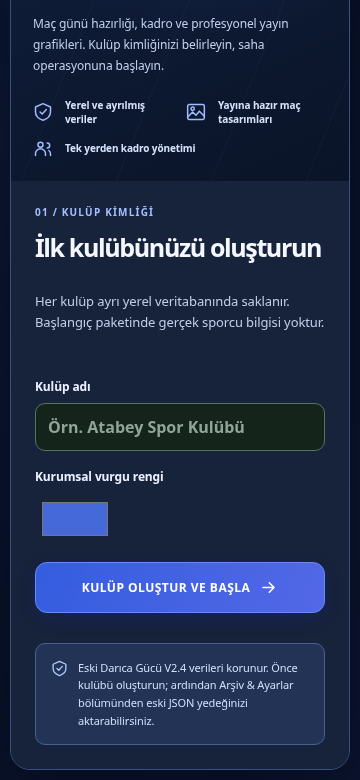 Maç günü hazırlığı, kadro ve profesyonel yayın
grafikleri. Kulüp kimliğinizi belirleyin, saha
operasyonuna başlayın.
Yerel ve ayrılmış
veriler
Yayına hazır maç
tasarımları
Tek yerden kadro yönetimi
01 / KULÜP KİMLİĞİ
İlk kulübünüzü oluşturun
Her kulüp ayrı yerel veritabanında saklanır.
Başlangıç paketinde gerçek sporcu bilgisi yoktur.
Kulüp adı
Örn. Atabey Spor Kulübü
Kurumsal vurgu rengi
KULÜP OLUŞTUR VE BAŞLA →
Eski Darıca Gücü V2.4 verileri korunur. Önce
kulübü oluşturun; ardından Arşiv & Ayarlar
bölümünden eski JSON yedeğinizi
aktarabilirsiniz.